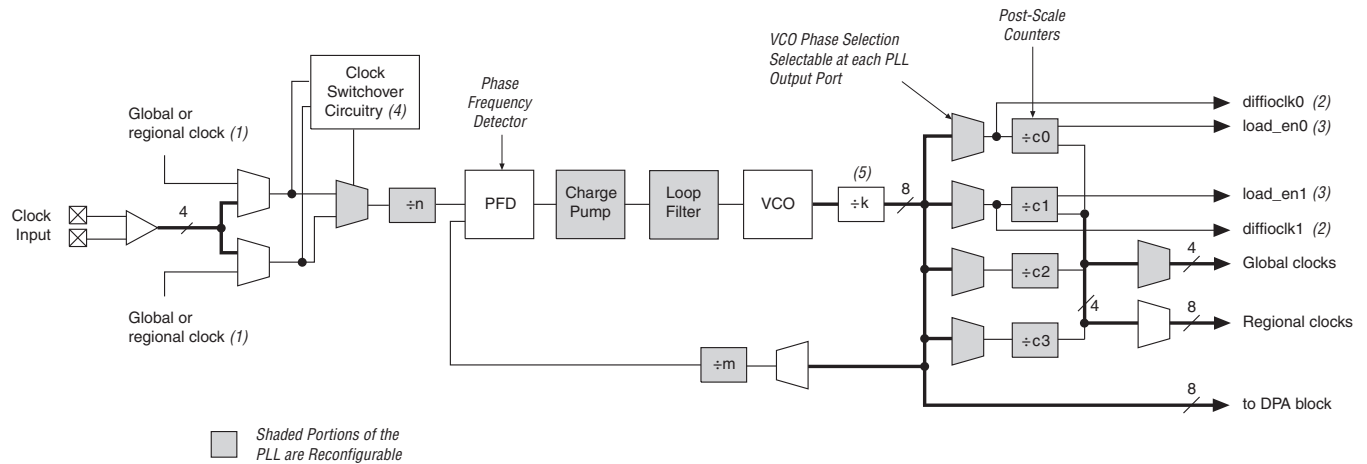 Post-Scale
Counters
VCO Phase Selection
Selectable at each PLL
Output Port
Clock
Switchover
Circuitry (4)
Phase
Frequency
Detector
Global or
regional clock (1)
diffioclk0 (2)
load_en0 (3)
÷c0
Clock
Input
4
÷n
PFD
Charge
Pump
Loop
Filter
VCO
(5)
÷k
8
÷c1
load_en1 (3)
diffioclk1 (2)
÷c2
4
Global clocks
4
8
Regional clocks
Global or
regional clock (1)
÷c3
÷m
8
to DPA block
Shaded Portions of the
PLL are Reconfigurable